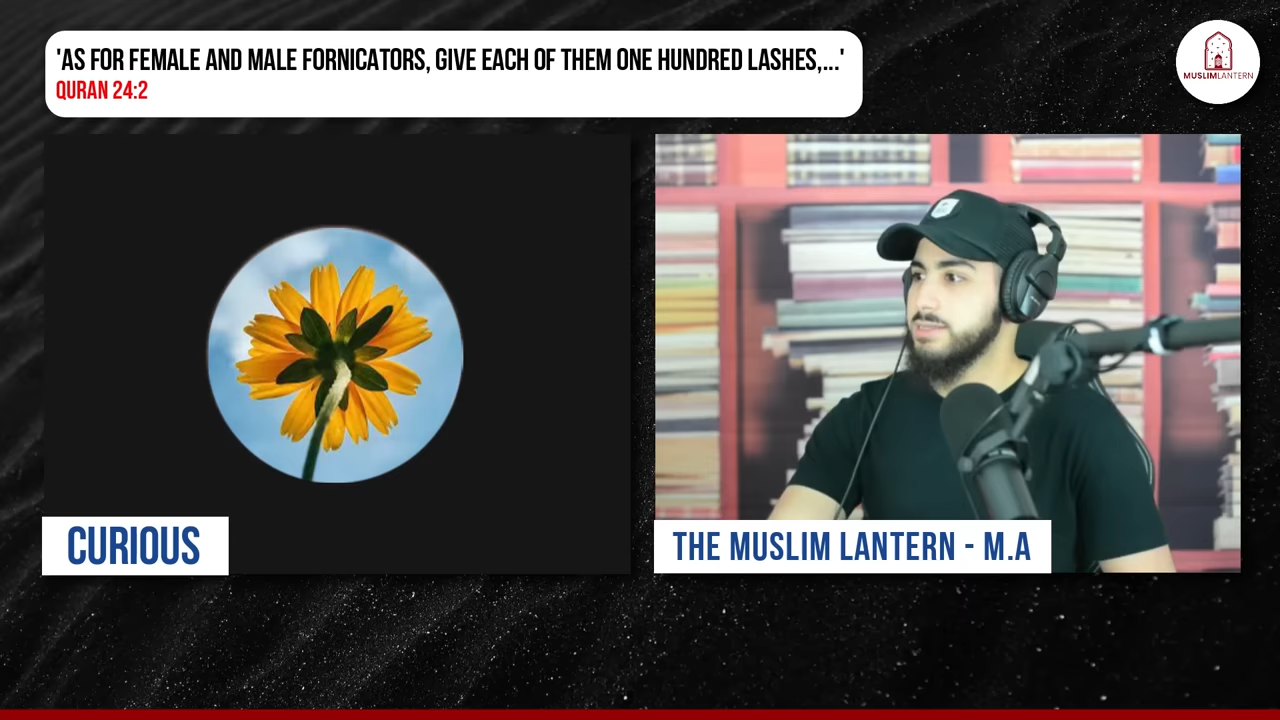 'AS FOR FEMALE AND MALE FORNICATORS, GIVE EACH OF THEM ONE HUNDRED LASHES,...'
QURAN 24:2
MUSLIMLANTERN
CURIOUS
THE MUSLIM LANTERN - M.A